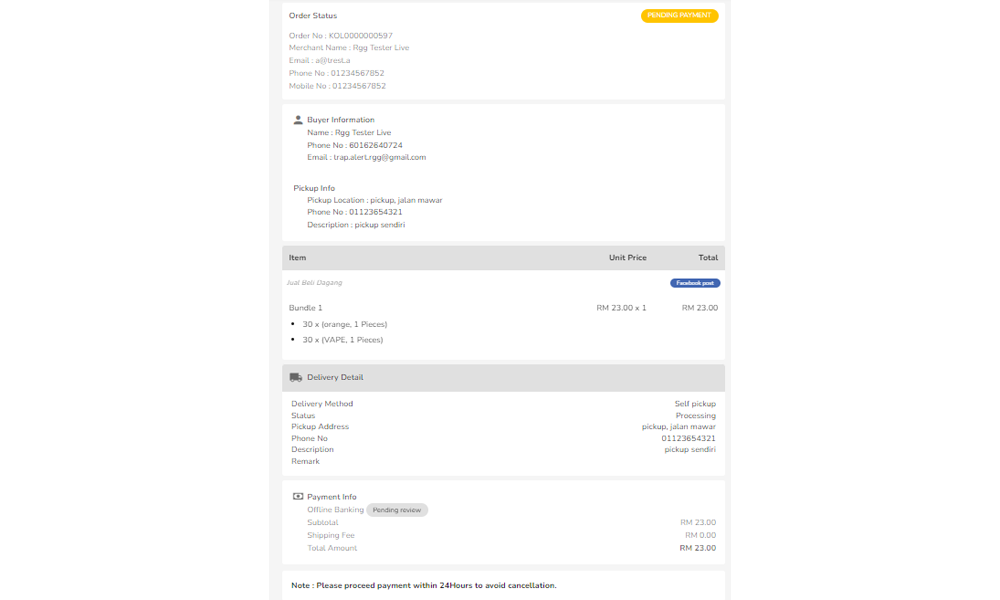 Order Status
PENDING PAYMENT
Order No : KOL0000000597
Merchant Name : Rgg Tester Live
Email : a@trest.a
Phone No : 01234567852
Mobile No : 01234567852
Buyer Information
Name : Rgg Tester Live
Phone No : 60162640724
Email : trap.alert.rgg@gmail.com
Pickup Info
Pickup Location : pickup, jalan mawar
Phone No : 01123654321
Description : pickup sendiri
Item Unit Price Total
Jual Beli Dagang
Facebook post
Bundle 1 RM 23.00 x 1 RM 23.00
• 30 x (orange, 1 Pieces)
• 30 x (VAPE, 1 Pieces)
Delivery Detail
Delivery Method Self pickup
Status Processing
Pickup Address pickup, jalan mawar
Phone No 01123654321
Description pickup sendiri
Remark
Payment Info
Offline Banking Pending review
Subtotal RM 23.00
Shipping Fee RM 0.00
Total Amount RM 23.00
Note : Please proceed payment within 24Hours to avoid cancellation.